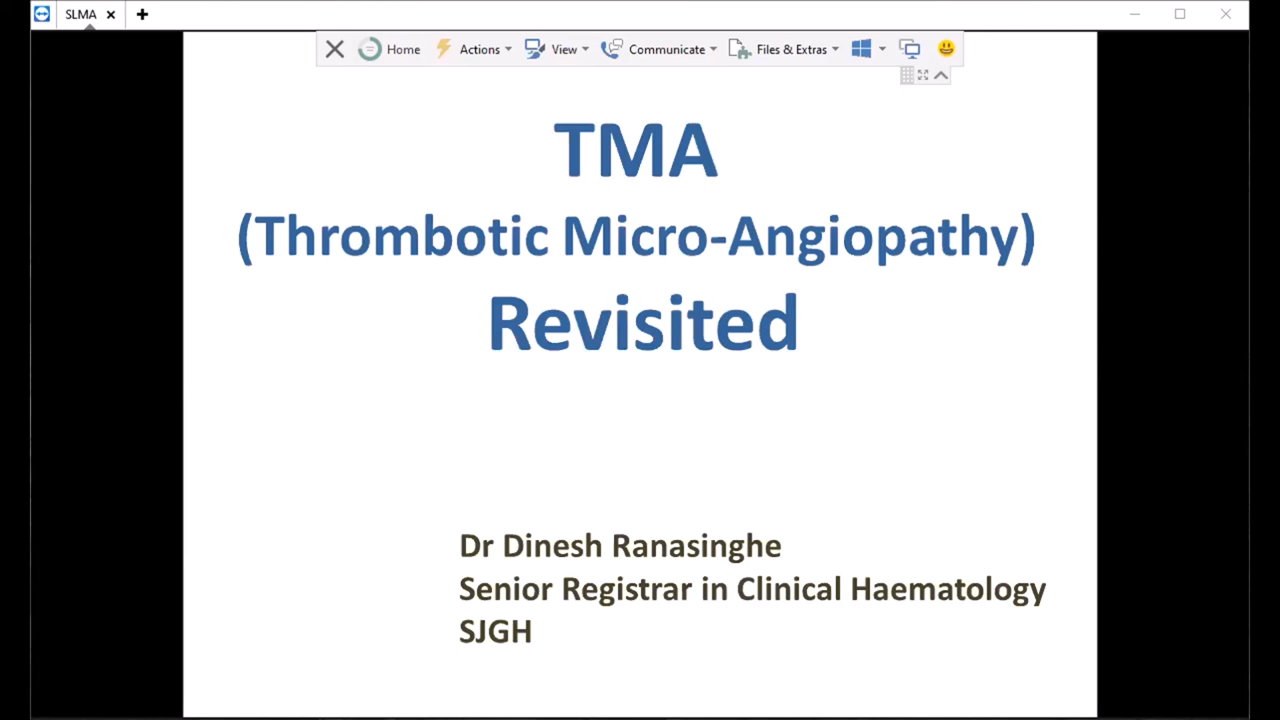 SLMA
Home Actions View Communicate Files & Extras
TMA
(Thrombotic Micro-Angiopathy)
Revisited
Dr Dinesh Ranasinghe
Senior Registrar in Clinical Haematology
SJGH